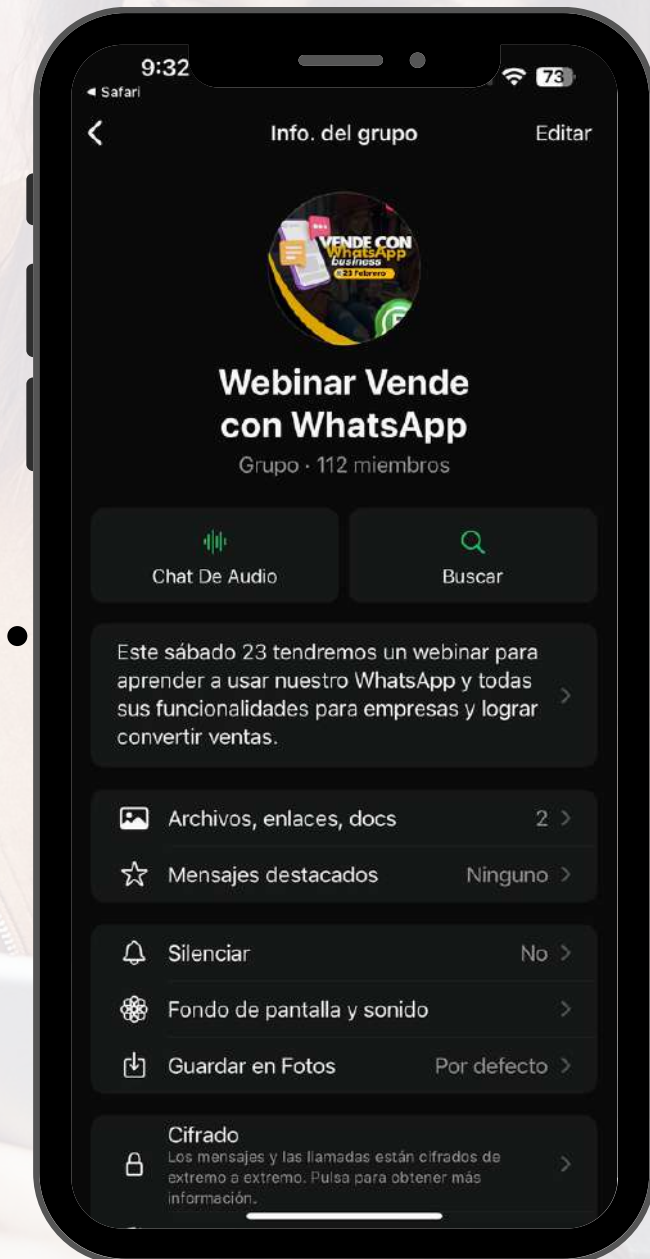 9:32
73
Safari
Info. del grupo
Editar
VENDE CON
WhatsApp
business
23 Febrero
Webinar Vende
con WhatsApp
Grupo · 112 miembros
Chat De Audio
Buscar
Este sábado 23 tendremos un webinar para
aprender a usar nuestro WhatsApp y todas
sus funcionalidades para empresas y lograr
convertir ventas.
Archivos, enlaces, docs
2
Mensajes destacados
Ninguno
Silenciar
No
Fondo de pantalla y sonido
Guardar en Fotos
Por defecto
Cifrado
Los mensajes y las llamadas están cifrados de
extremo a extremo. Pulsa para obtener más
información.